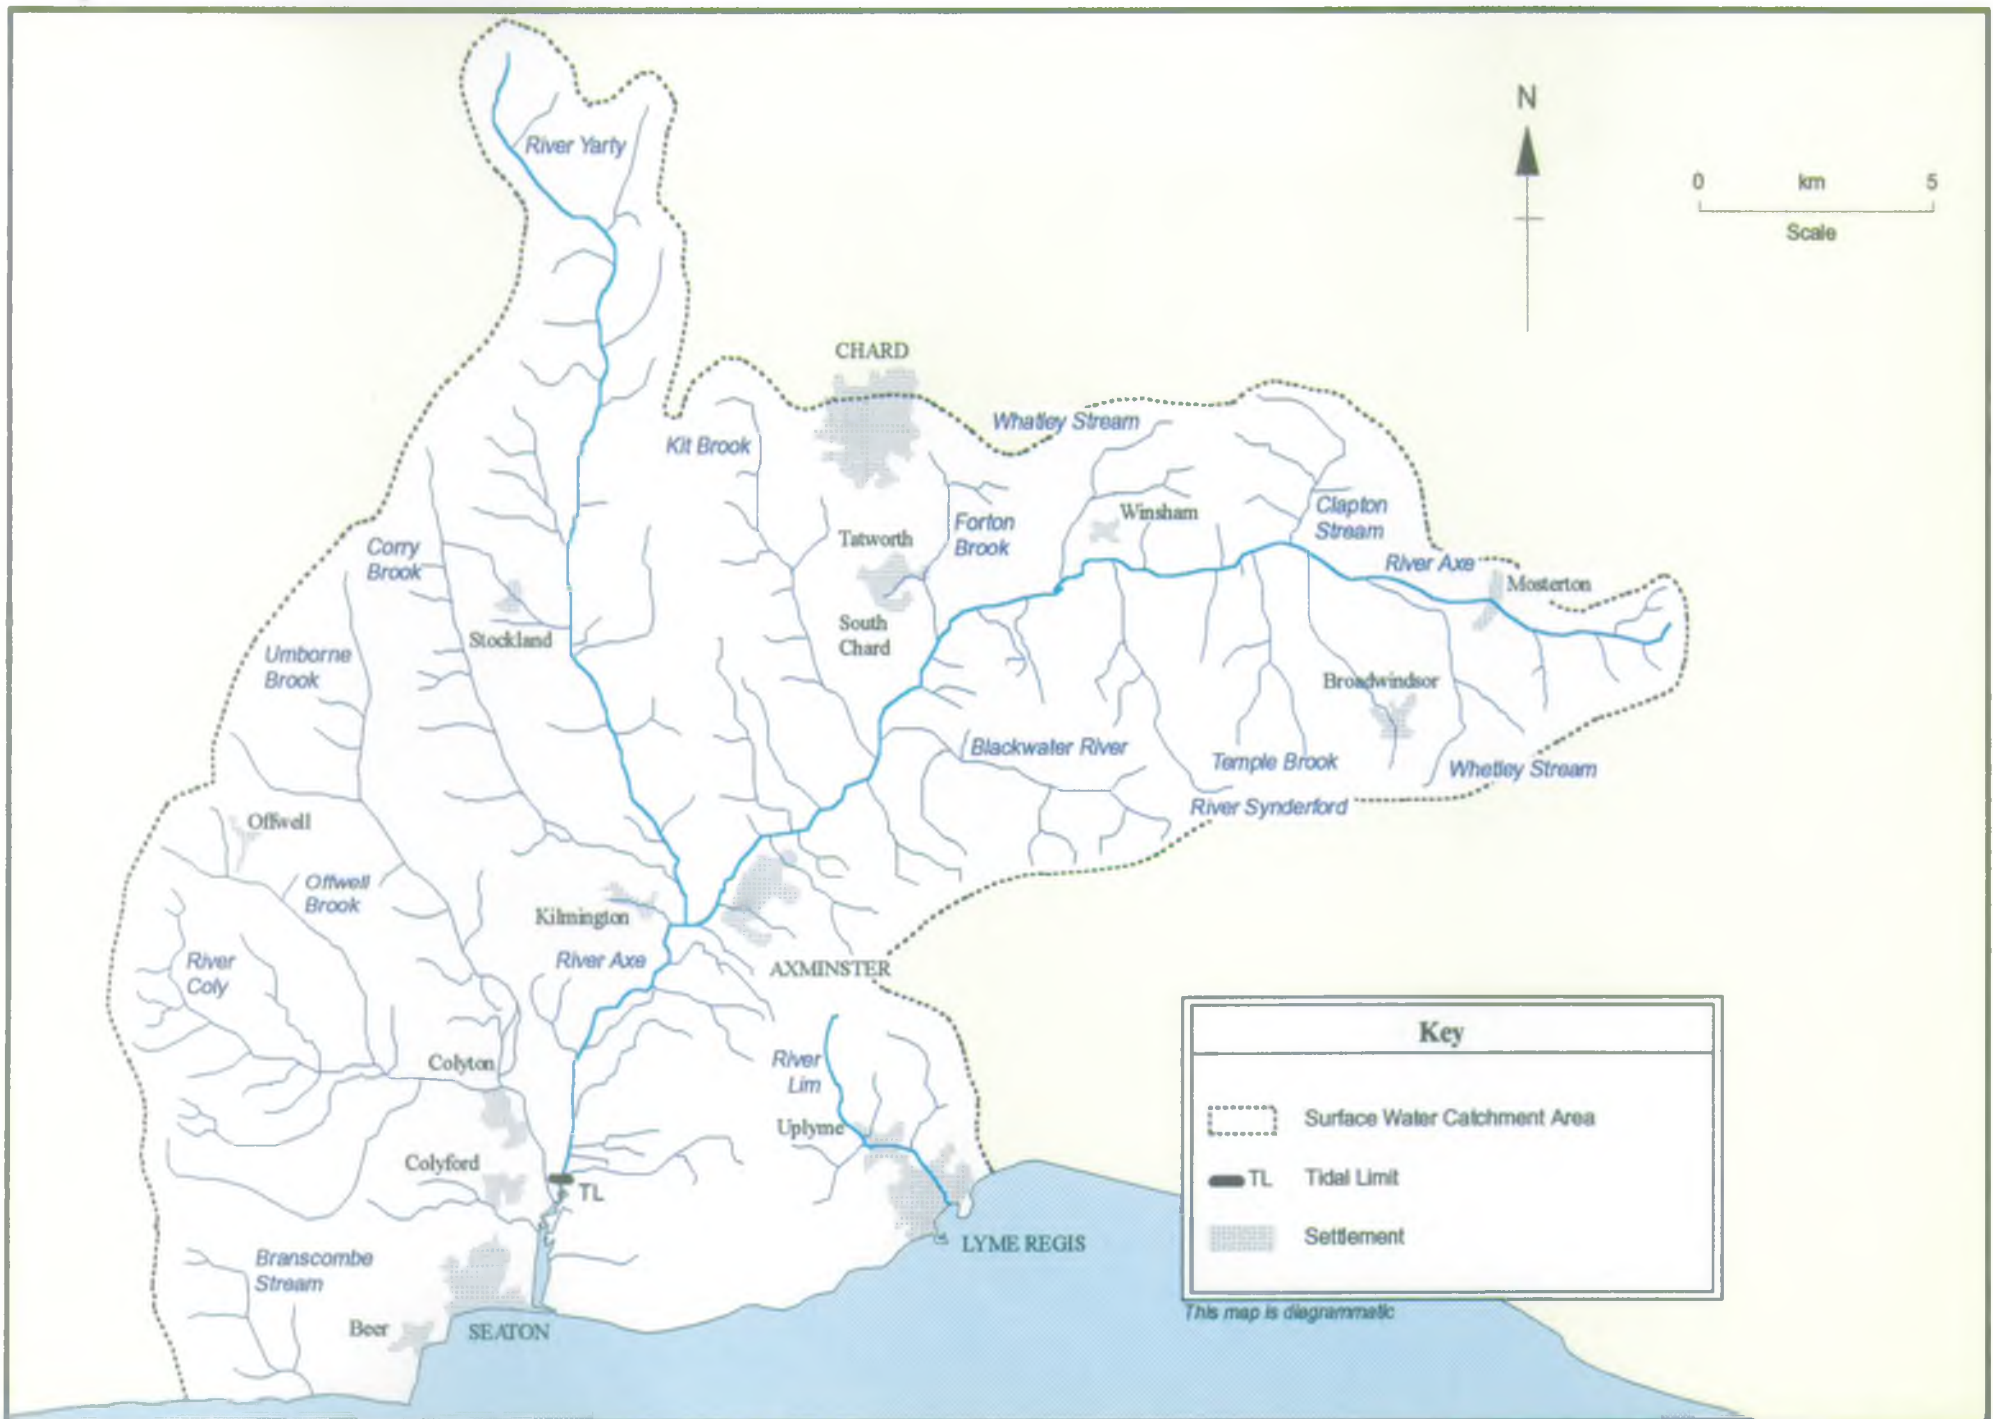 River Yarty
N
0 km 5
Scale
CHARD
Whatley Stream
Kit Brook
Winsham
Clapton
Stream
Forton
Brook
Tatworth
Corry
Brook
River Axe
Mosterton
South
Chard
Stockland
Umborne
Brook
Broadwindsor
Blackwater River
Temple Brook
Whetley Stream
River Synderford
Offwell
Offwell
Brook
Kilmington
River Axe
AXMINSTER
River
Coly
Colyton
River
Lim
Uplyme
Colyford
TL
LYME REGIS
Branscombe
Stream
Beer
SEATON
Key
Surface Water Catchment Area
TL Tidal Limit
Settlement
This map is diagrammatic